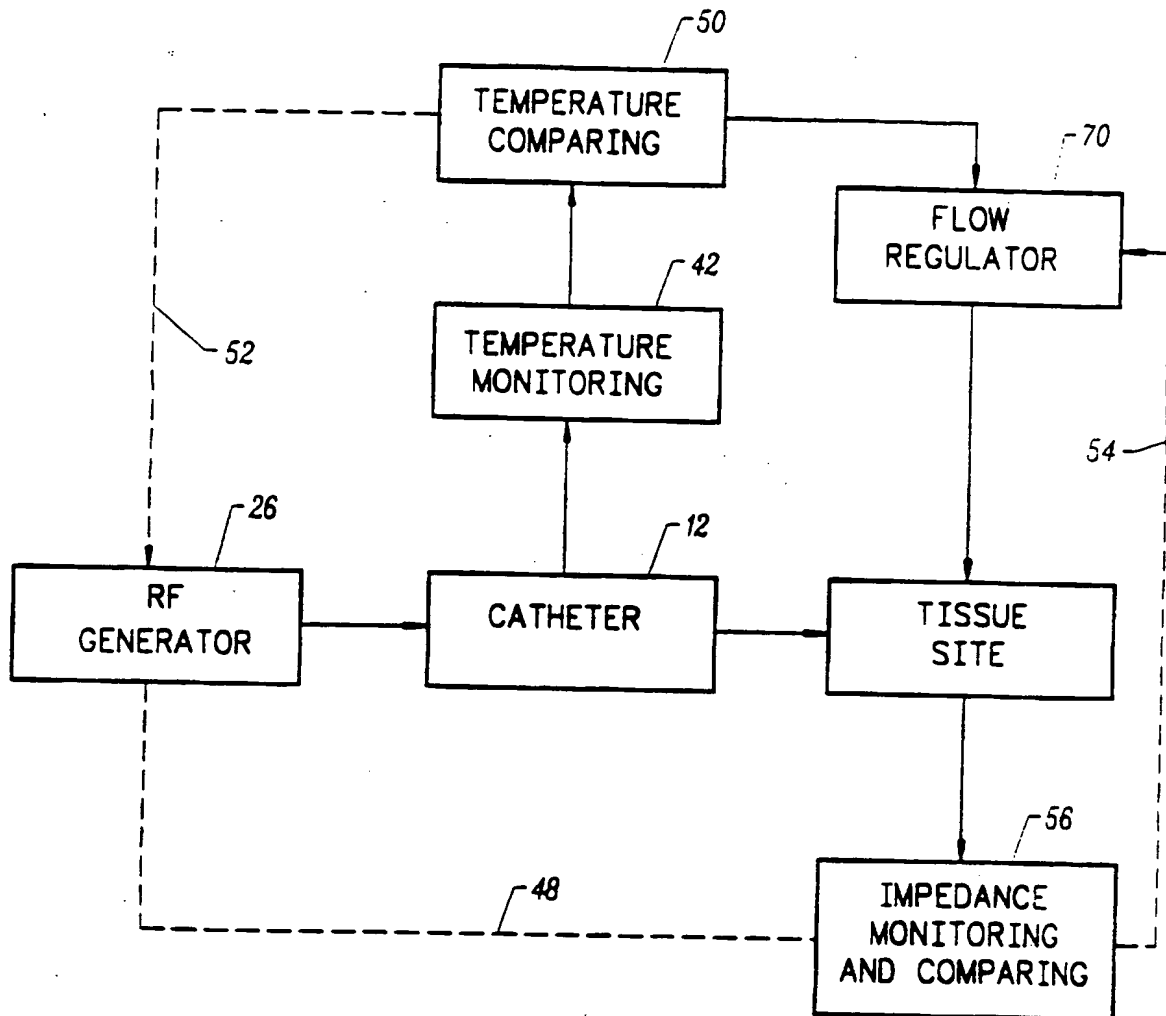 50
TEMPERATURE
COMPARING
70
FLOW
REGULATOR
42
TEMPERATURE
MONITORING
52
54
26
RF
GENERATOR
12
CATHETER
TISSUE
SITE
56
IMPEDANCE
MONITORING
AND COMPARING
48